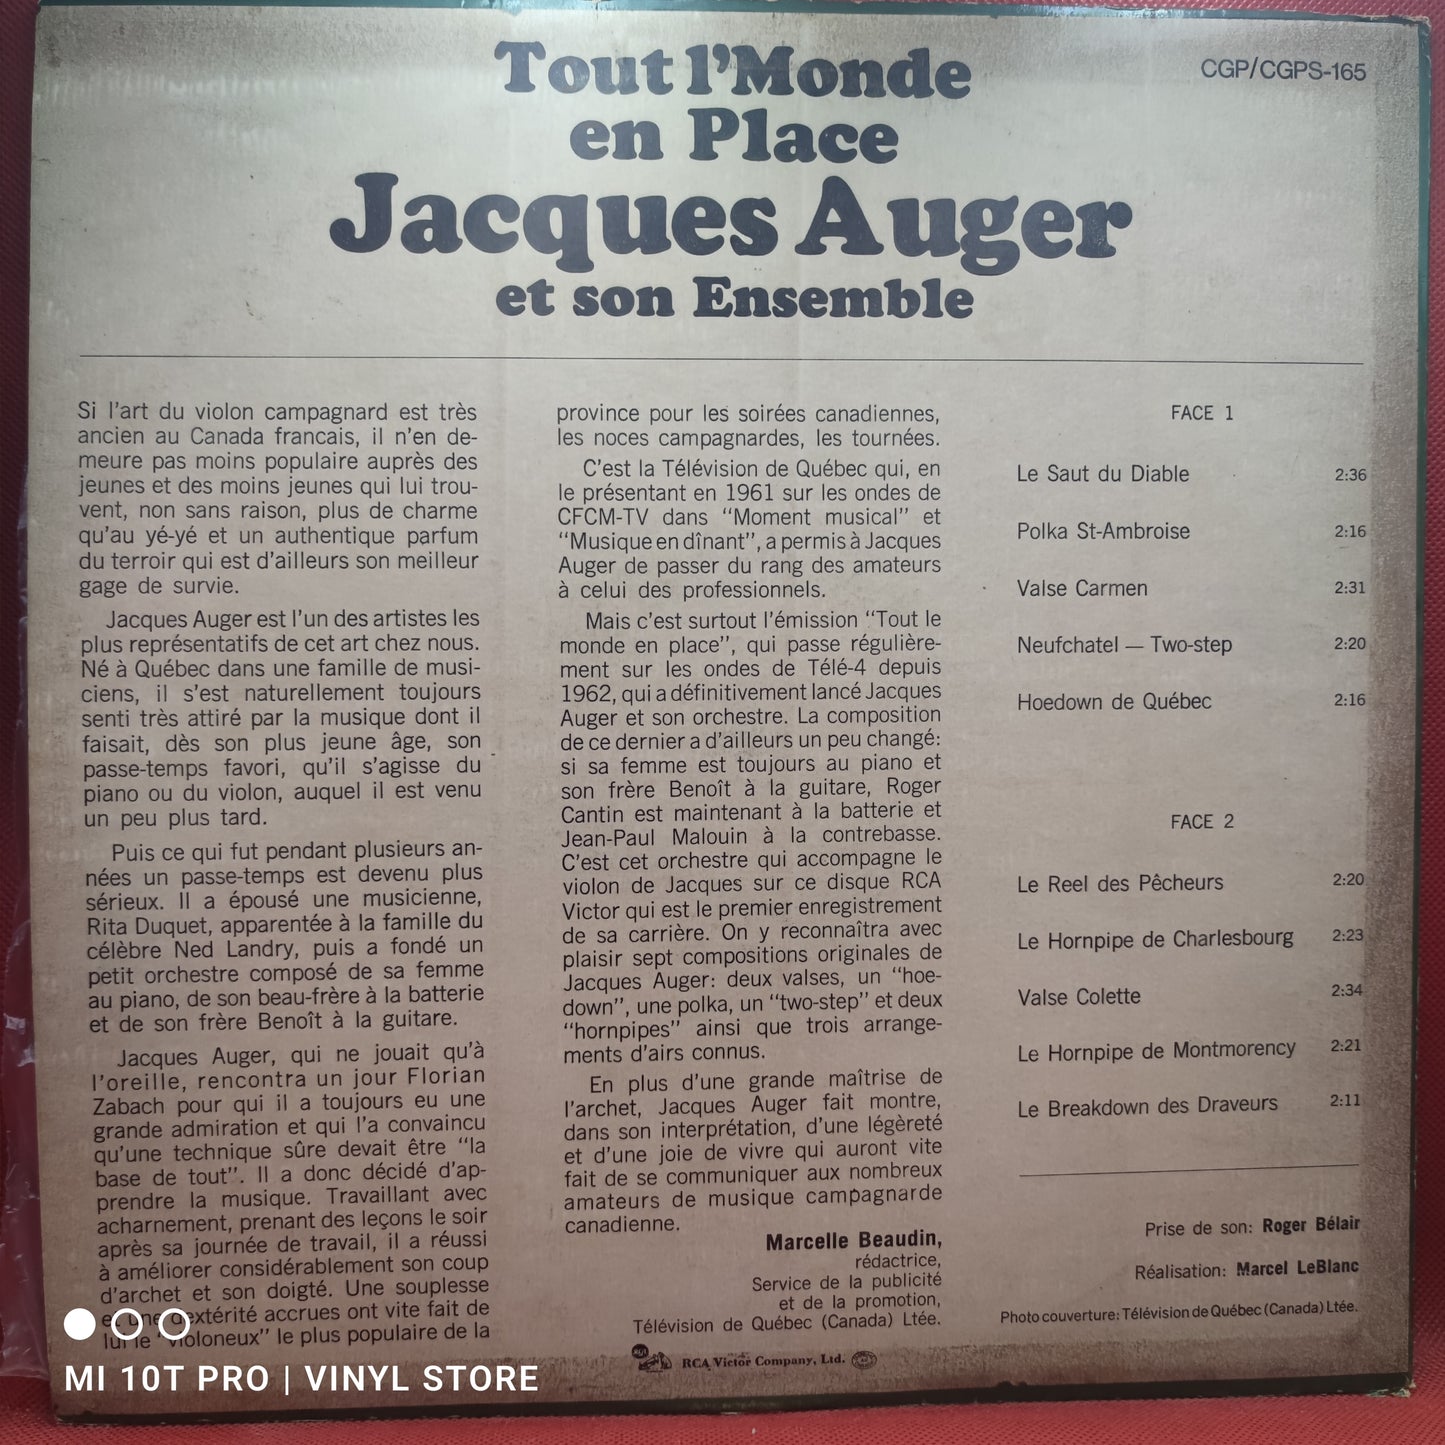 Tout l'Monde
en Place
Jacques Auger
et son Ensemble
CGP/CGPS-165
Si l'art du violon campagnard est très
ancien au Canada francais, il n'en de-
meure pas moins populaire auprès des
jeunes et des moins jeunes qui lui trou-
vent, non sans raison, plus de charme
qu'au yé-yé et un authentique parfum
du terroir qui est d'ailleurs son meilleur
gage de survie.
Jacques Auger est l'un des artistes les
plus représentatifs de cet art chez nous.
Né à Québec dans une famille de musi-
ciens, il s'est naturellement toujours
senti très attiré par la musique dont il
faisait, dès son plus jeune âge, son
passe-temps favori, qu'il s'agisse du
piano ou du violon, auquel il est venu
un peu plus tard.
Puis ce qui fut pendant plusieurs an-
nées un passe-temps est devenu plus
sérieux. Il a épousé une musicienne,
Rita Duquet, apparentée à la famille du
célèbre Ned Landry, puis a fondé un
petit orchestre composé de sa femme
au piano, de son beau-frère à la batterie
et de son frère Benoît à la guitare.
Jacques Auger, qui ne jouait qu'à
l'oreille, rencontra un jour Florian
Zabach pour qui il a toujours eu une
grande admiration et qui l'a convaincu
qu'une technique sûre devait être "la
base de tout". Il a donc décidé d'ap-
prendre la musique. Travaillant avec
acharnement, prenant des leçons le soir
après sa journée de travail, il a réussi
à améliorer considérablement son coup
d'archet et son doigté. Une souplesse
et une dextérité accrues ont vite fait de
lui le "violoneux" le plus populaire de la
province pour les soirées canadiennes,
les noces campagnardes, les tournées.
C'est la Télévision de Québec qui, en
le présentant en 1961 sur les ondes de
CFCM-TV dans "Moment musical" et
"Musique en dînant", a permis à Jacques
Auger de passer du rang des amateurs
à celui des professionnels.
Mais c'est surtout l'émission "Tout le
monde en place", qui passe régulière-
ment sur les ondes de Télé-4 depuis
1962, qui a définitivement lancé Jacques
Auger et son orchestre. La composition
de ce dernier a d'ailleurs un peu changé:
si sa femme est toujours au piano et
son frère Benoît à la guitare, Roger
Cantin est maintenant à la batterie et
Jean-Paul Malouin à la contrebasse.
C'est cet orchestre qui accompagne le
violon de Jacques sur ce disque RCA
Victor qui est le premier enregistrement
de sa carrière. On y reconnaîtra avec
plaisir sept compositions originales de
Jacques Auger: deux valses, un "hoe-
down", une polka, un "two-step" et deux
"hornpipes" ainsi que trois arrange-
ments d'airs connus.
En plus d'une grande maîtrise de
l'archet, Jacques Auger fait montre,
dans son interprétation, d'une légèreté
et d'une joie de vivre qui auront vite
fait de se communiquer aux nombreux
amateurs de musique campagnarde
canadienne.
Marcelle Beaudin,
rédactrice,
Service de la publicité
et de la promotion,
Télévision de Québec (Canada) Ltée.
RCA Victor Company, Ltd.
FACE 1
Le Saut du Diable 2:36
Polka St-Ambroise 2:16
Valse Carmen 2:31
Neufchatel — Two-step 2:20
Hoedown de Québec 2:16
FACE 2
Le Reel des Pêcheurs 2:20
Le Hornpipe de Charlesbourg 2:23
Valse Colette 2:34
Le Hornpipe de Montmorency 2:21
Le Breakdown des Draveurs 2:11
Prise de son: Roger Bélair
Réalisation: Marcel LeBlanc
Photo couverture: Télévision de Québec (Canada) Ltée.
MI 10T PRO | VINYL STORE